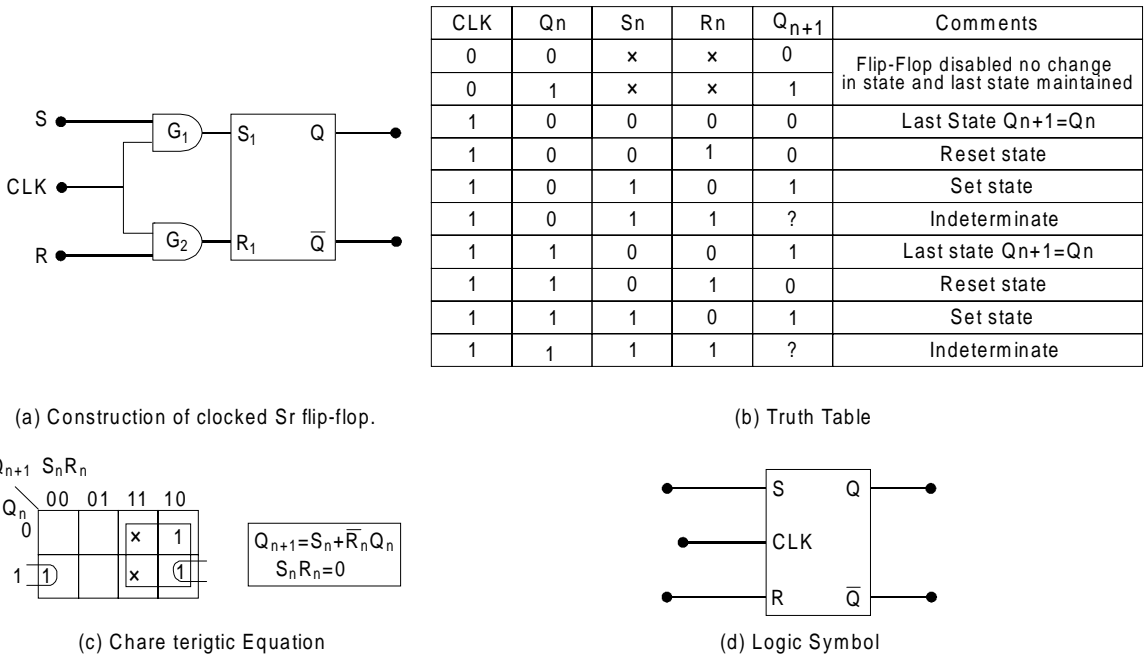 S
CLK
R
G1
G2
S1
R1
Q
Q̅
CLK Qn Sn Rn Qn+1 Comments
0 0 × × 0 Flip-Flop disabled no change
0 1 × × 1 in state and last state maintained
1 0 0 0 0 Last State Qn+1=Qn
1 0 0 1 0 Reset state
1 0 1 0 1 Set state
1 0 1 1 ? Indeterminate
1 1 0 0 1 Last state Qn+1=Qn
1 1 0 1 0 Reset state
1 1 1 0 1 Set state
1 1 1 1 ? Indeterminate
(a) Construction of clocked Sr flip-flop.
(b) Truth Table
Qn+1 SnRn
Qn 00 01 11 10
0 × 1
1 1 × 1
Qn+1=Sn+R̅nQn
SnRn=0
S Q
CLK
R Q̅
(c) Chare terigtic Equation
(d) Logic Symbol